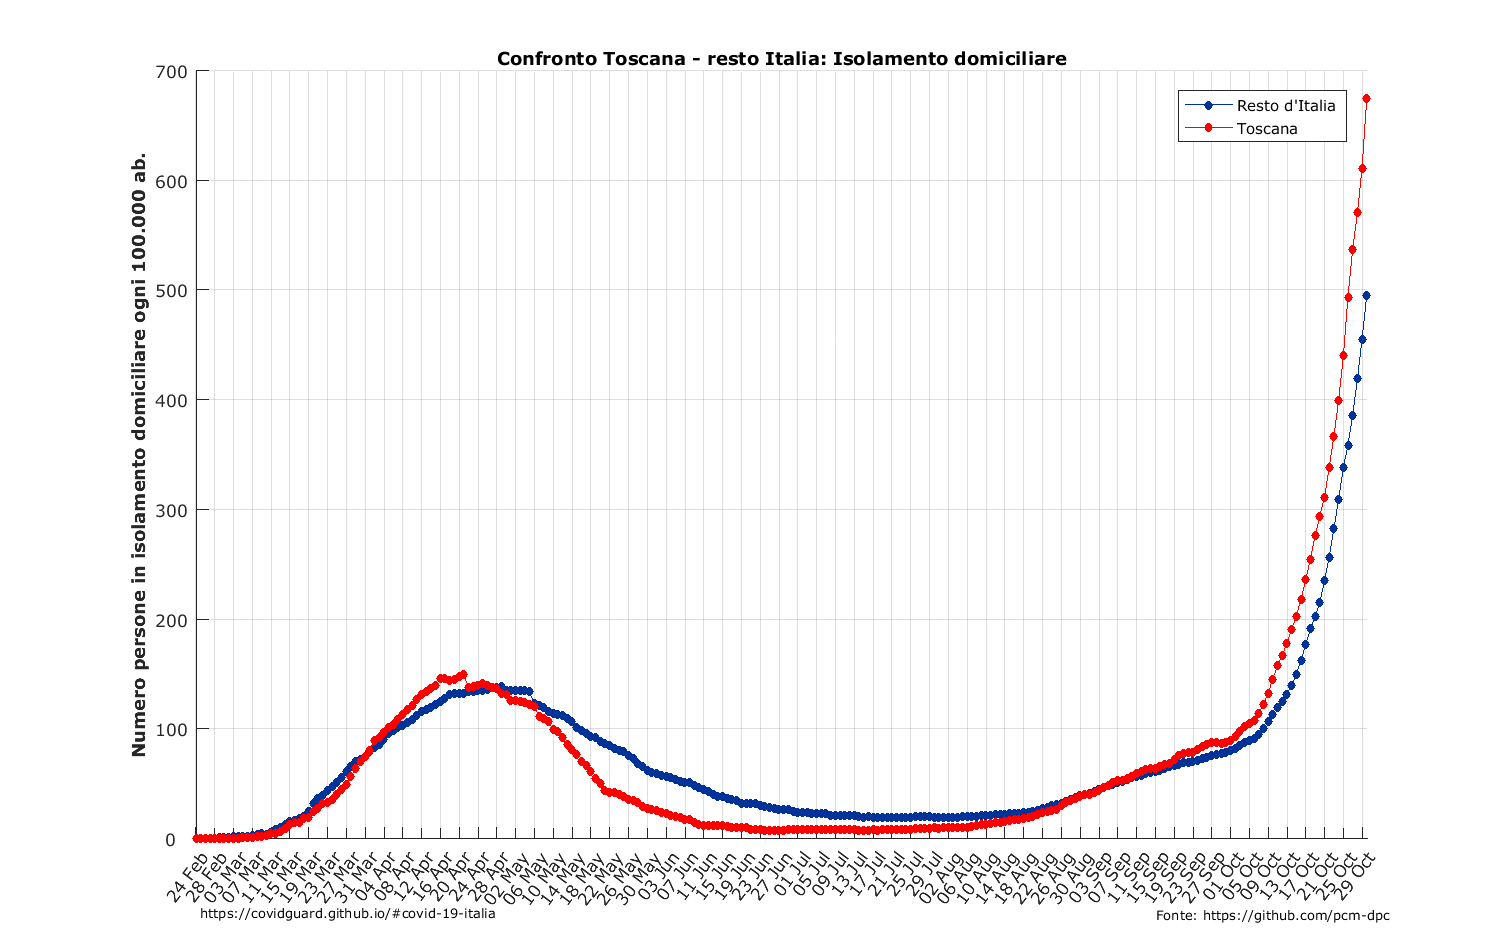 Confronto Toscana - resto Italia: Isolamento domiciliare
Numero persone in isolamento domiciliare ogni 100.000 ab.
700
600
500
400
300
200
100
0
Resto d'Italia
Toscana
24 Feb
28 Feb
03 Mar
07 Mar
11 Mar
15 Mar
19 Mar
23 Mar
27 Mar
31 Mar
04 Apr
08 Apr
12 Apr
16 Apr
20 Apr
24 Apr
28 Apr
02 May
06 May
10 May
14 May
18 May
22 May
26 May
30 May
03 Jun
07 Jun
11 Jun
15 Jun
19 Jun
23 Jun
27 Jun
01 Jul
05 Jul
09 Jul
13 Jul
17 Jul
21 Jul
25 Jul
29 Jul
02 Aug
06 Aug
10 Aug
14 Aug
18 Aug
22 Aug
26 Aug
30 Aug
03 Sep
07 Sep
11 Sep
15 Sep
19 Sep
23 Sep
27 Sep
01 Oct
05 Oct
09 Oct
13 Oct
17 Oct
21 Oct
25 Oct
29 Oct
https://covidguard.github.io/#covid-19-italia
Fonte: https://github.com/pcm-dpc